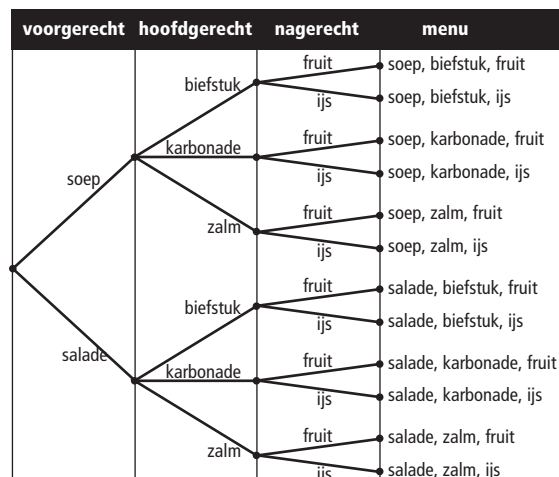 voorgerecht hoofdgerecht nagerecht menu
fruit soep, biefstuk, fruit
biefstuk
ijs soep, biefstuk, ijs
fruit soep, karbonade, fruit
karbonade
ijs soep, karbonade, ijs
soep
fruit soep, zalm, fruit
zalm
ijs soep, zalm, ijs
fruit salade, biefstuk, fruit
biefstuk
ijs salade, biefstuk, ijs
salade
fruit salade, karbonade, fruit
karbonade
ijs salade, karbonade, ijs
fruit salade, zalm, fruit
zalm
ijs salade, zalm, ijs